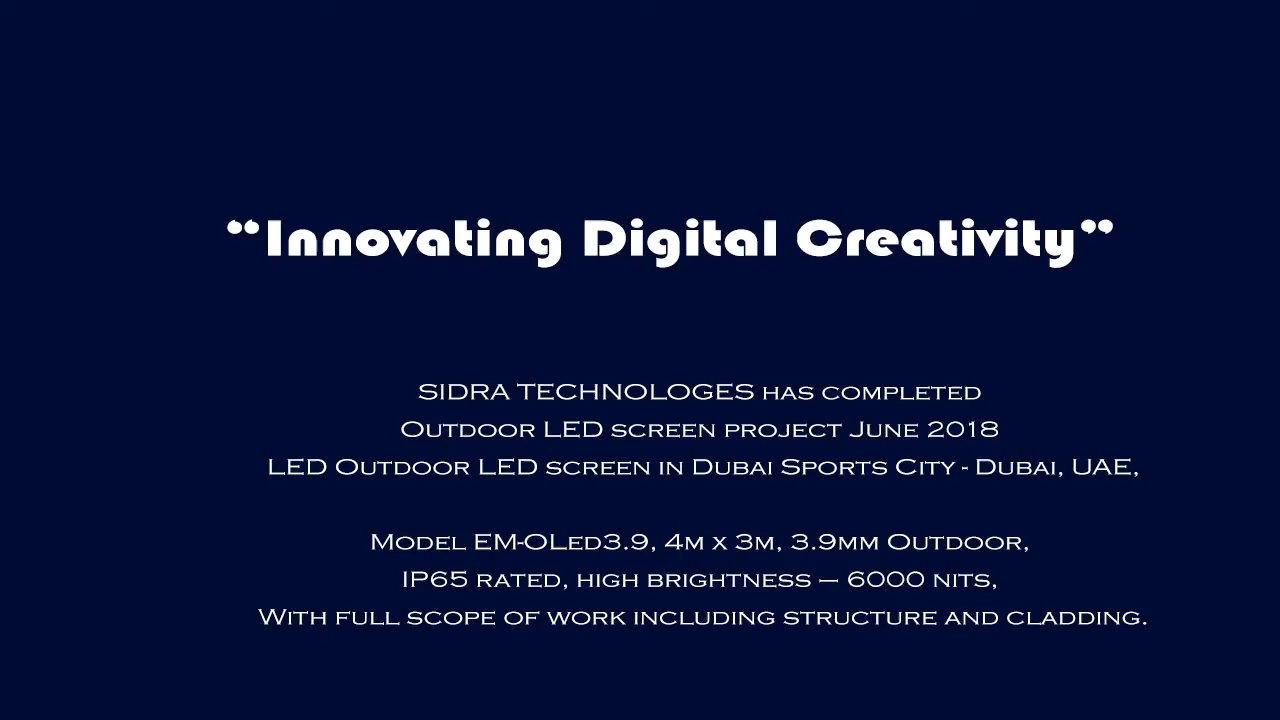 “Innovating Digital Creativity”
SIDRA TECHNOLOGES HAS COMPLETED
OUTDOOR LED SCREEN PROJECT JUNE 2018
LED OUTDOOR LED SCREEN IN DUBAI SPORTS CITY - DUBAI, UAE,
MODEL EM-OLED3.9, 4M X 3M, 3.9MM OUTDOOR,
IP65 RATED, HIGH BRIGHTNESS – 6000 NITS,
WITH FULL SCOPE OF WORK INCLUDING STRUCTURE AND CLADDING.